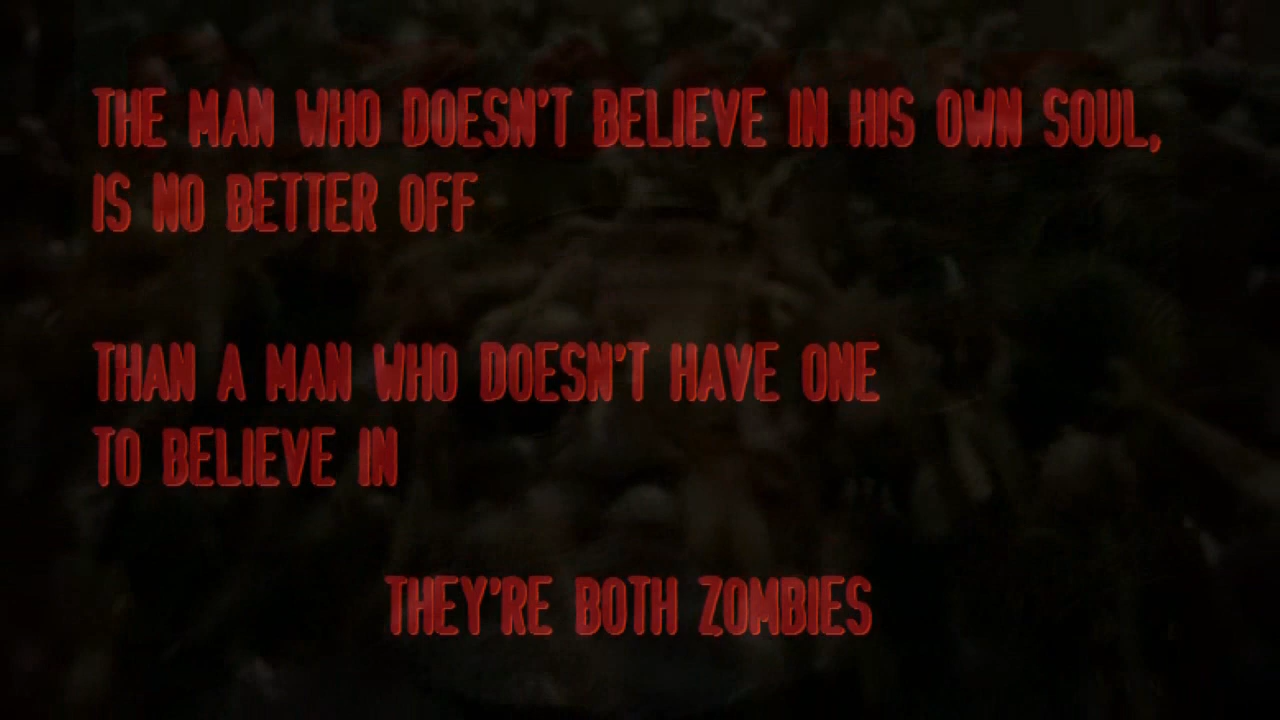 THE MAN WHO DOESN'T BELIEVE IN HIS OWN SOUL,
IS NO BETTER OFF
THAN A MAN WHO DOESN'T HAVE ONE
TO BELIEVE IN
THEY'RE BOTH ZOMBIES